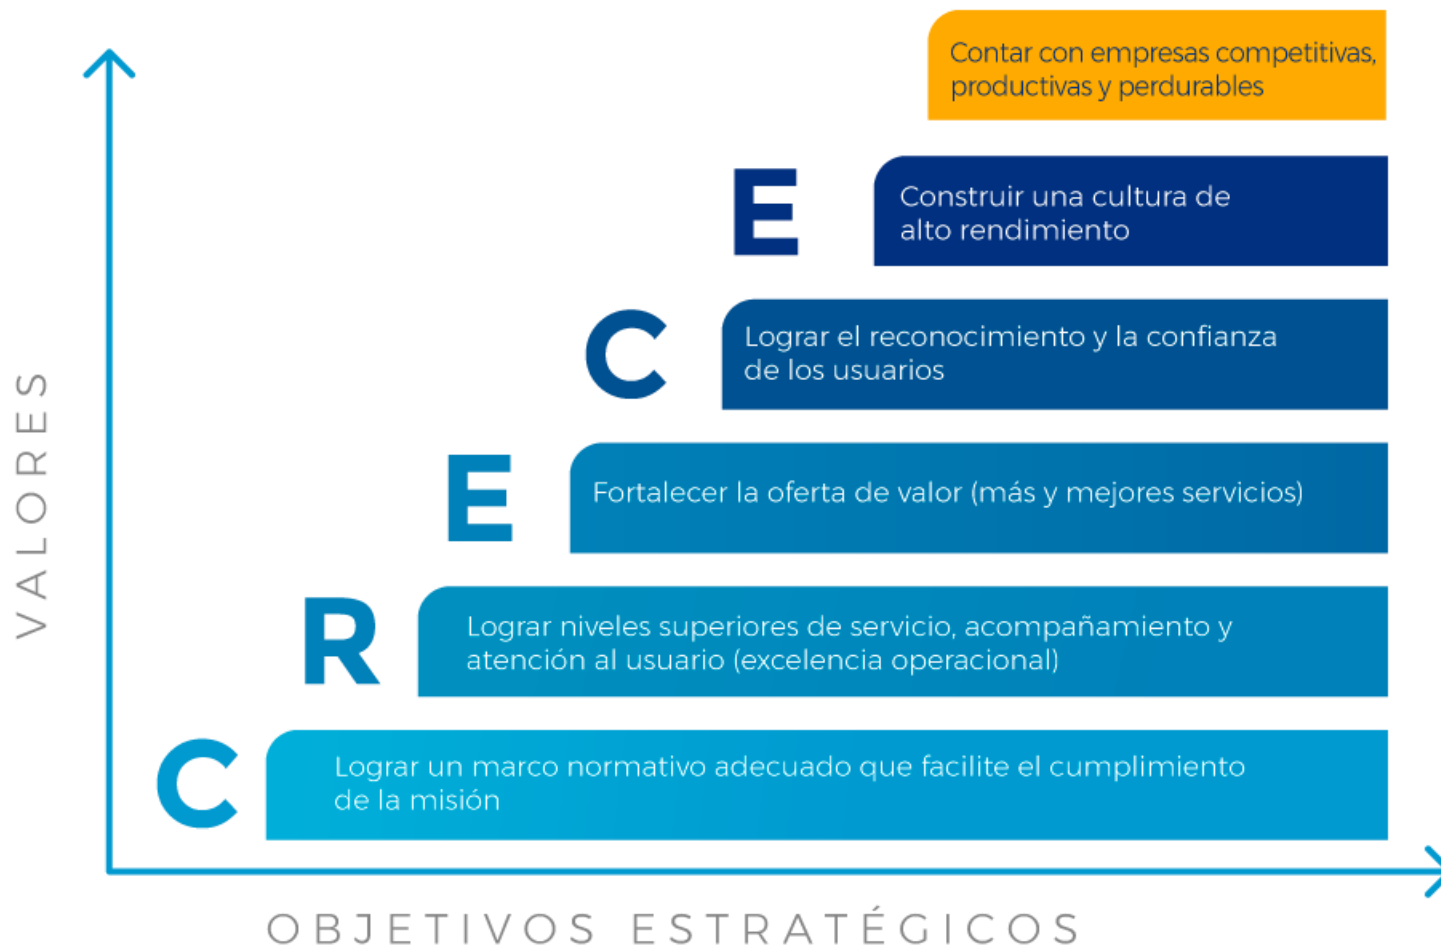 Contar con empresas competitivas,
productivas y perdurables
E
Construir una cultura de
alto rendimiento
C
Lograr el reconocimiento y la confianza
de los usuarios
E
Fortalecer la oferta de valor (más y mejores servicios)
R
Lograr niveles superiores de servicio, acompañamiento y
atención al usuario (excelencia operacional)
C
Lograr un marco normativo adecuado que facilite el cumplimiento
de la misión
VALORES
OBJETIVOS ESTRATÉGICOS